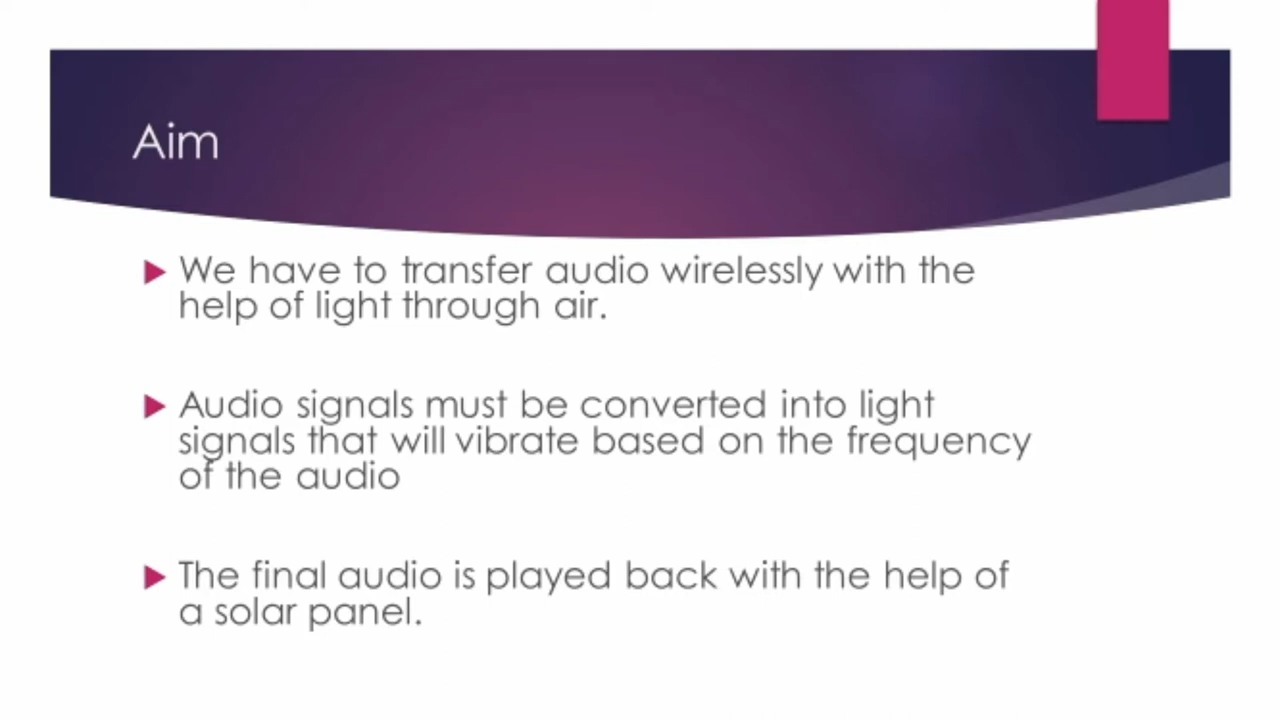 Aim
We have to transfer audio wirelessly with the
help of light through air.
Audio signals must be converted into light
signals that will vibrate based on the frequency
of the audio
The final audio is played back with the help of
a solar panel.